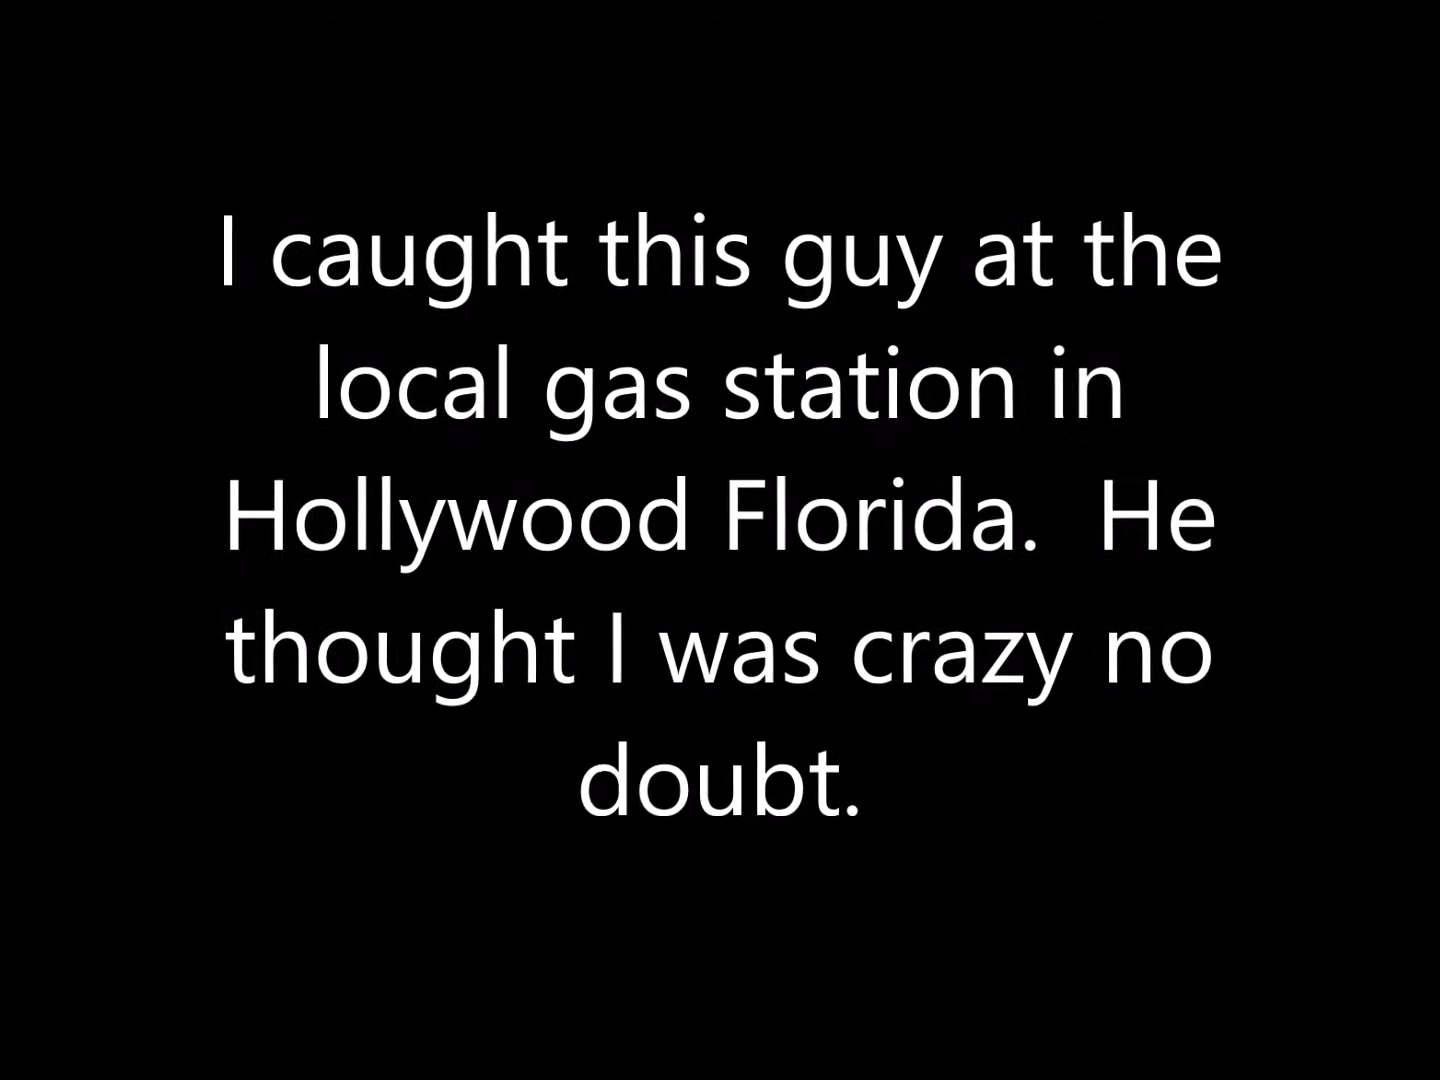 I caught this guy at the
local gas station in
Hollywood Florida.  He
thought I was crazy no
doubt.